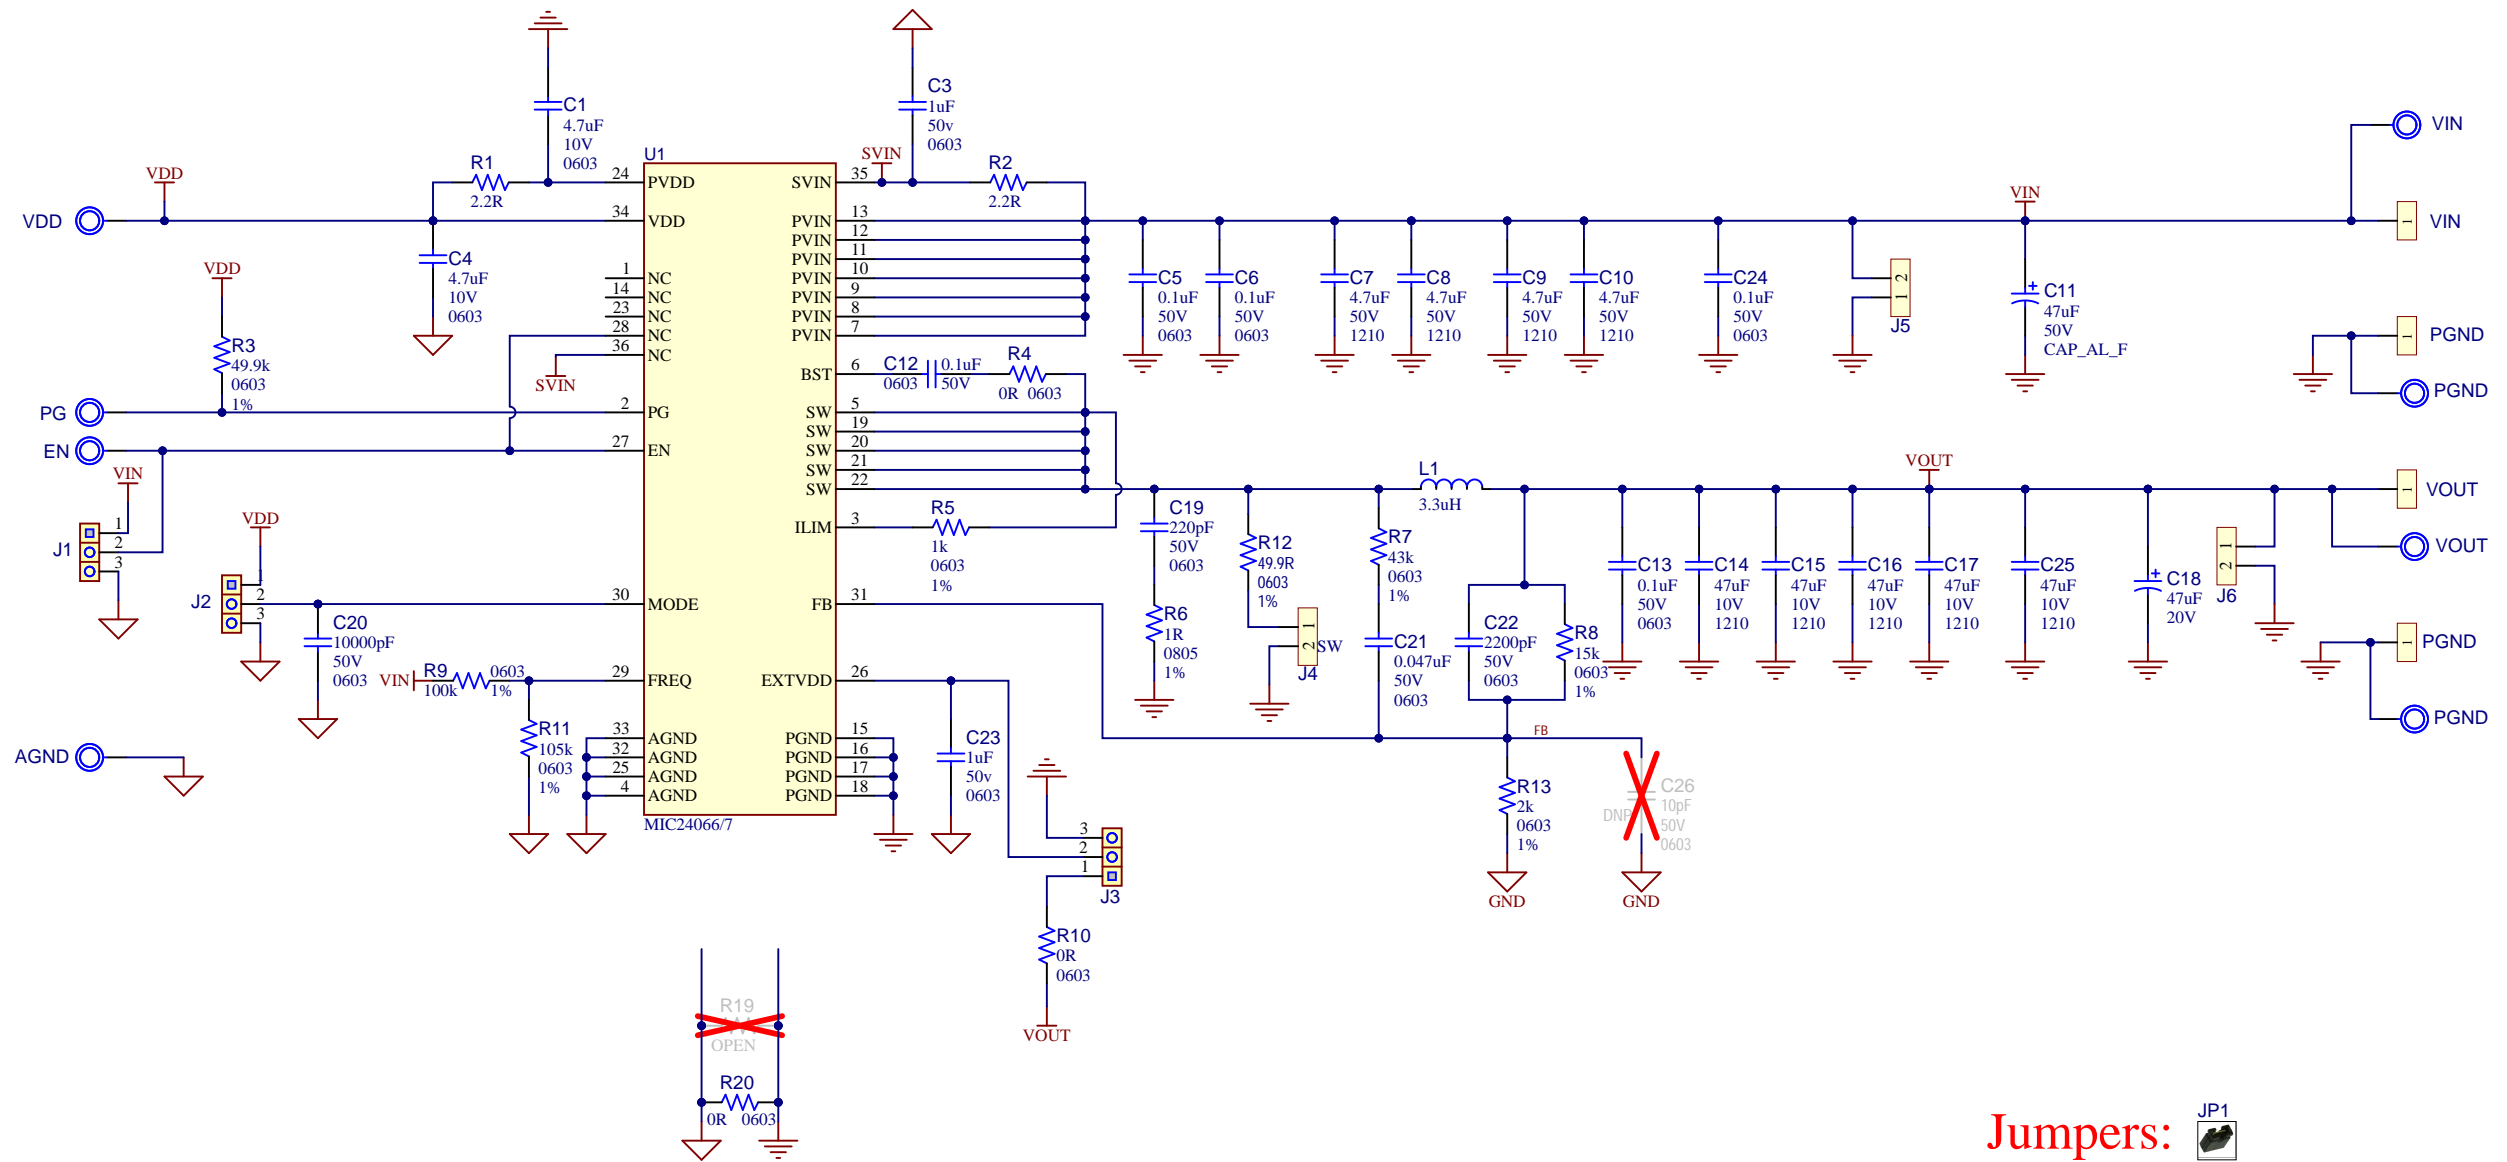 C1
4.7uF
10V
0603
C3
1uF
50v
0603
VIN
VDD
R1
2.2R
U1
SVIN
R2
2.2R
24 PVDD
SVIN 35
VIN
VDD
34 VDD
PVIN 13
VIN
PVIN 12
PVIN 11
PVIN 10
PVIN 9
PVIN 8
PVIN 7
C4
4.7uF
10V
0603
VDD
1 NC
14 NC
23 NC
28 NC
36 NC
SVIN
C5
0.1uF
50V
0603
C6
0.1uF
50V
0603
C7
4.7uF
50V
1210
C8
4.7uF
50V
1210
C9
4.7uF
50V
1210
C10
4.7uF
50V
1210
C24
0.1uF
50V
0603
2
1
J5
C11
47uF
50V
CAP_AL_F
1
VIN
1
PGND
PGND
R3
49.9k
0603
1%
BST 6
C12
0603
0.1uF
50V
R4
0R 0603
PG
2 PG
SW 5
SW 19
SW 20
SW 21
SW 22
EN
27 EN
VIN
J1
1
2
3
VDD
J2
1
2
3
ILIM 3
R5
1k
0603
1%
C19
220pF
50V
0603
R6
1R
0805
1%
R12
49.9R
0603
1%
1
2
SW
J4
R7
43k
0603
1%
C21
0.047uF
50V
0603
L1
3.3uH
C22
2200pF
50V
0603
R8
15k
0603
1%
VOUT
C13
0.1uF
50V
0603
C14
47uF
10V
1210
C15
47uF
10V
1210
C16
47uF
10V
1210
C17
47uF
10V
1210
C25
47uF
10V
1210
C18
47uF
20V
1
2
J6
1
VOUT
VOUT
1
PGND
PGND
30 MODE
FB 31
C20
10000pF
50V
0603
VIN
R9
100k
0603
1%
29 FREQ
EXTVDD 26
R11
105k
0603
1%
33 AGND
32 AGND
25 AGND
4 AGND
PGND 15
PGND 16
PGND 17
PGND 18
MIC24066/7
AGND
C23
1uF
50v
0603
FB
R13
2k
0603
1%
GND
C26
10pF
DNP
50V
0603
GND
3
2
1
J3
R10
0R
0603
VOUT
R19
OPEN
R20
0R 0603
Jumpers:
JP1